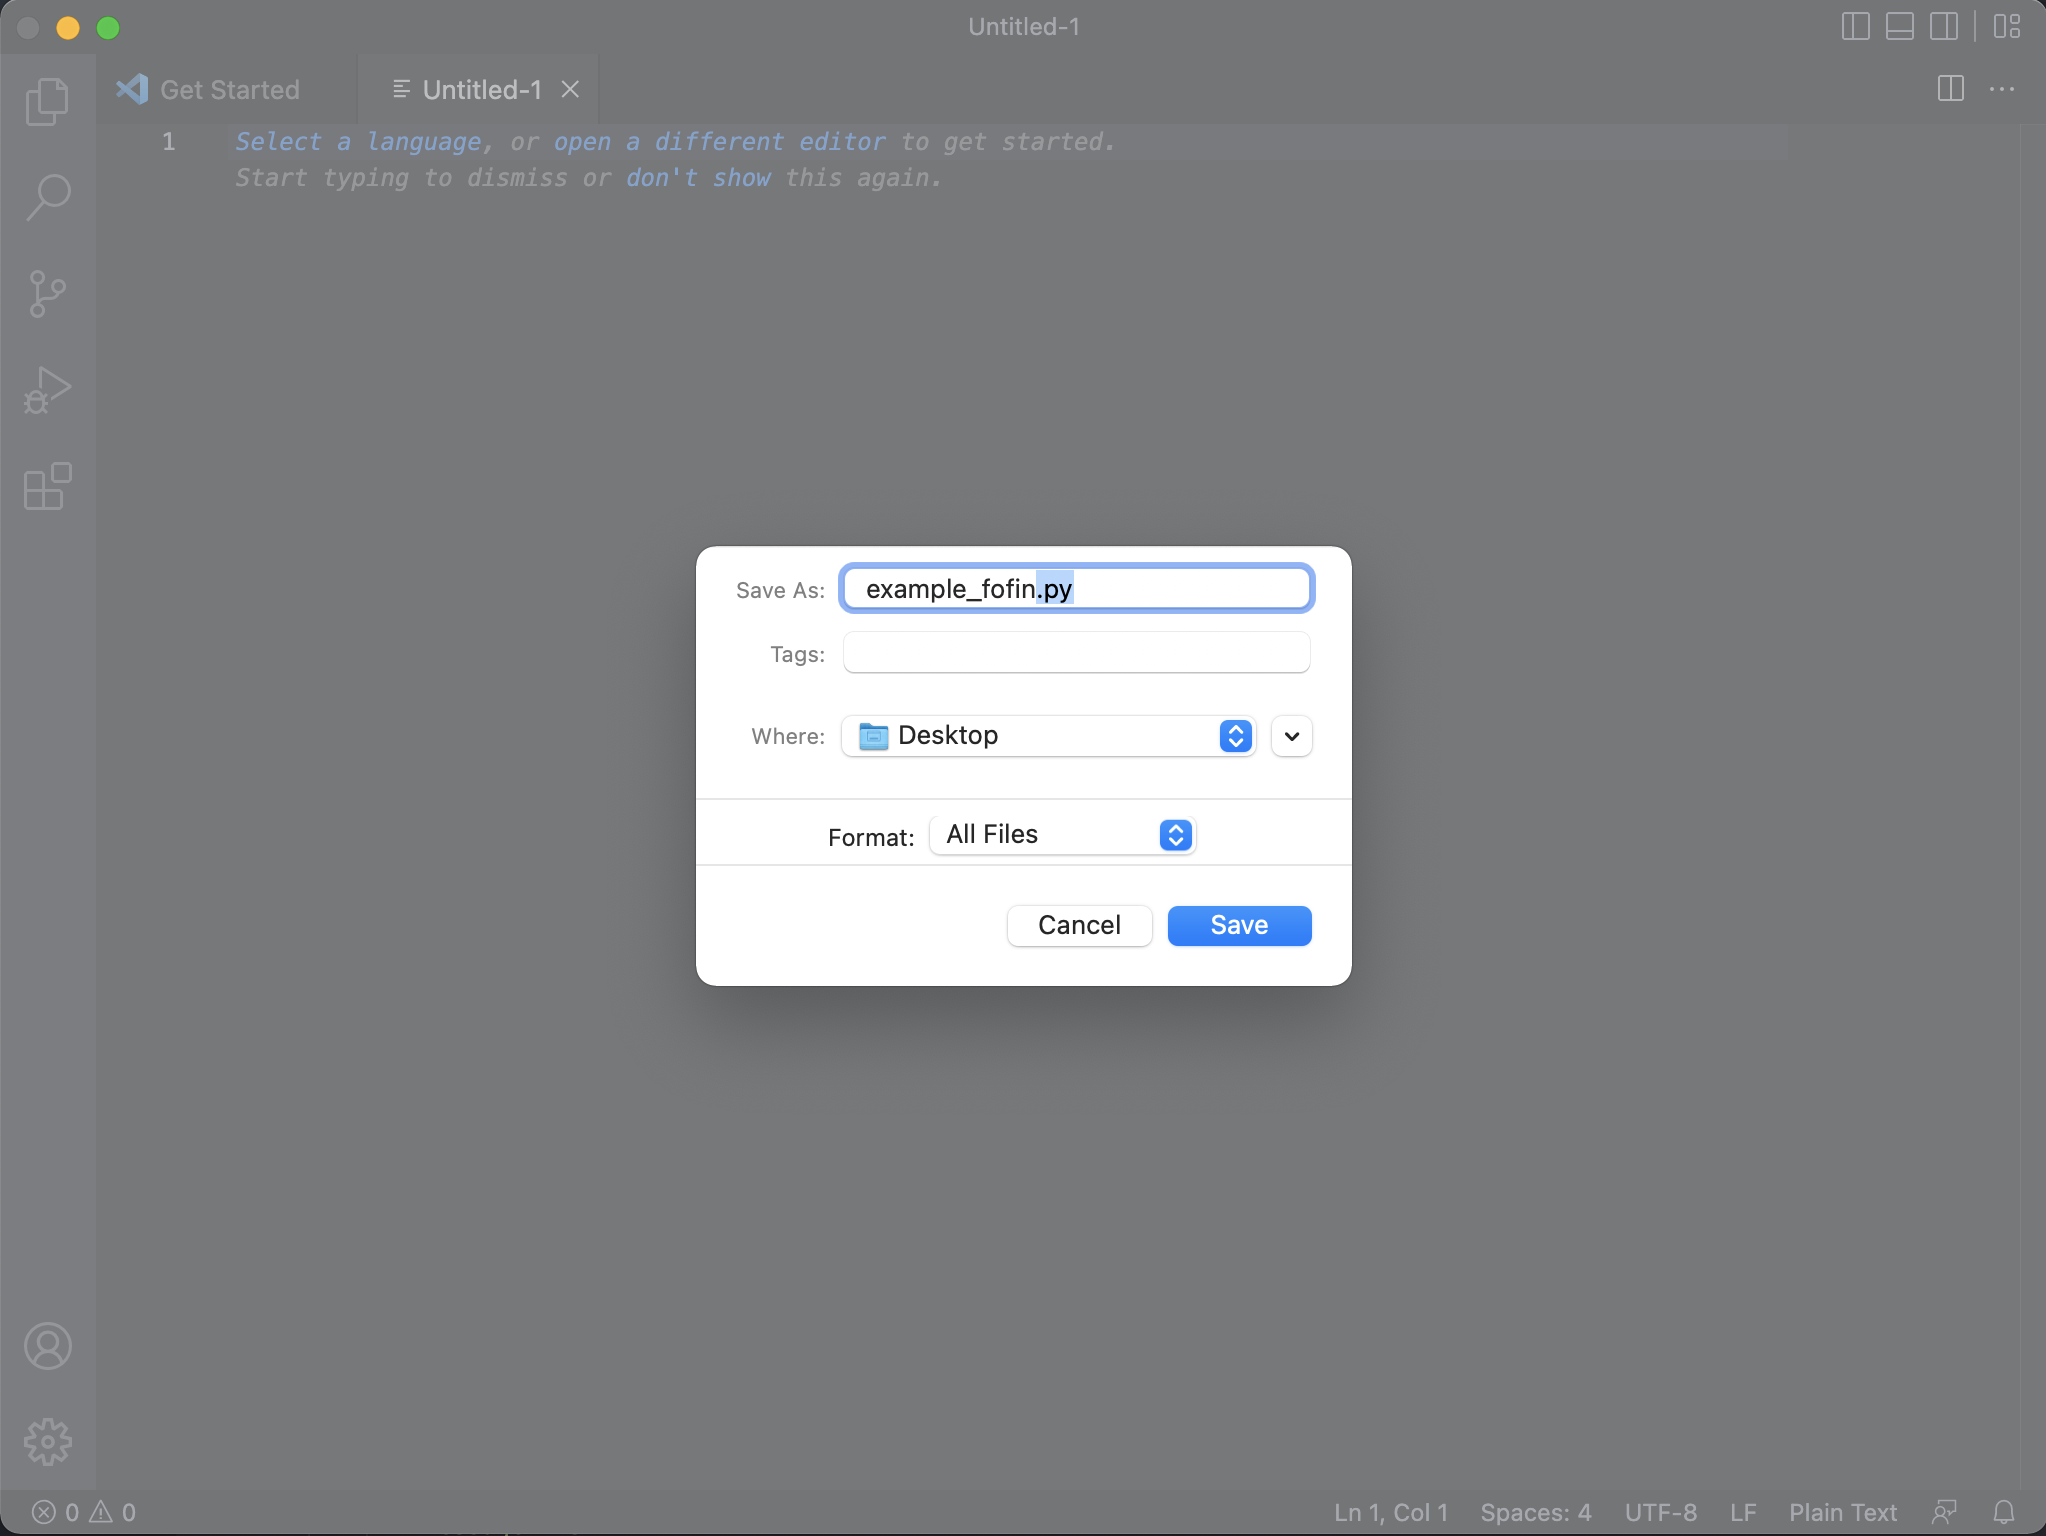 Untitled-1
Get Started
Untitled-1
1 Select a language, or open a different editor to get started.
Start typing to dismiss or don't show this again.
Save As: example_fofin.py
Tags:
Where: Desktop
Format: All Files
Cancel Save
0 0 Ln 1, Col 1 Spaces: 4 UTF-8 LF Plain Text